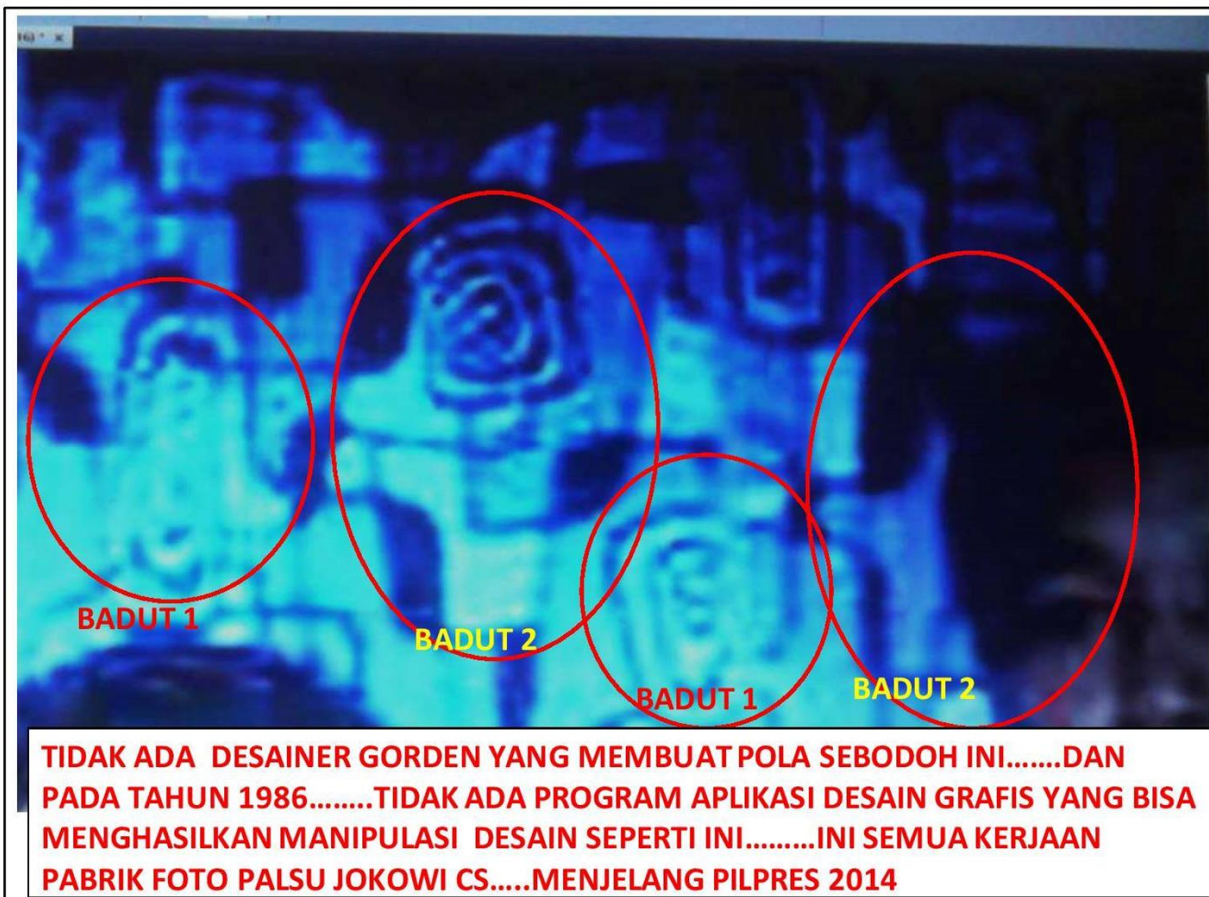 16) * ×
BADUT 1
BADUT 2
BADUT 1
BADUT 2
TIDAK ADA DESAINER GORDEN YANG MEMBUAT POLA SEBODOH INI.......DAN
PADA TAHUN 1986........TIDAK ADA PROGRAM APLIKASI DESAIN GRAFIS YANG BISA
MENGHASILKAN MANIPULASI DESAIN SEPERTI INI.........INI SEMUA KERJAAN
PABRIK FOTO PALSU JOKOWI CS.....MENJELANG PILPRES 2014